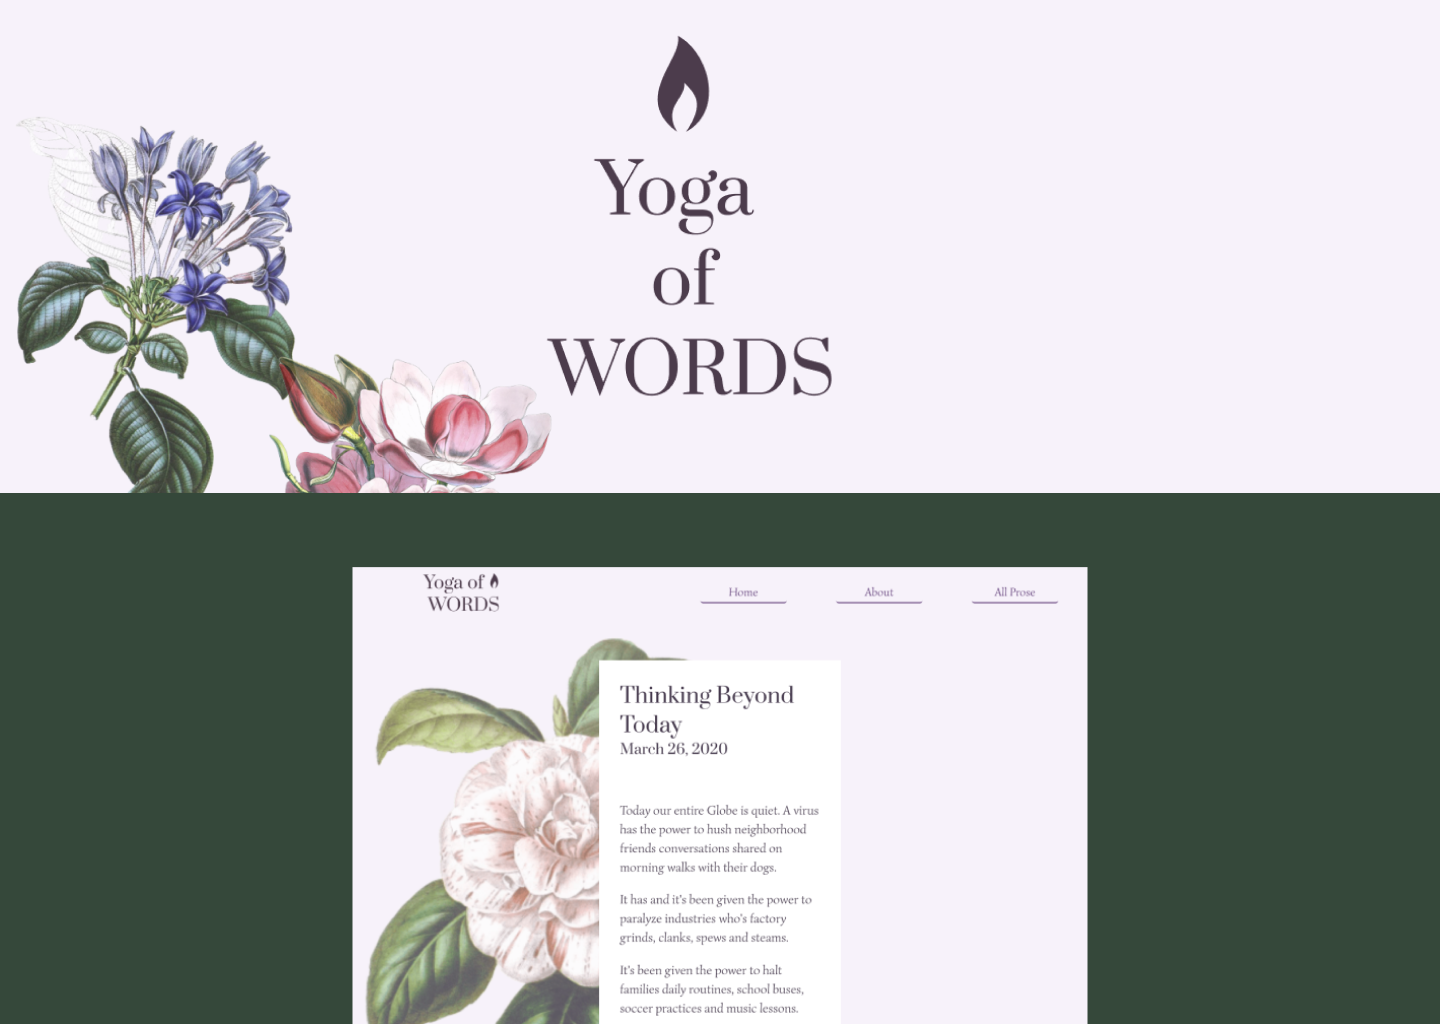 Yoga
of
WORDS
Yoga of
WORDS
Home
About
All Prose
Thinking Beyond
Today
March 26, 2020
Today our entire Globe is quiet. A virus
has the power to hush neighborhood
friends conversations shared on
morning walks with their dogs.
It has and it's been given the power to
paralyze industries who's factory
grinds, clanks, spews and steams.
It's been given the power to halt
families daily routines, school buses,
soccer practices and music lessons.